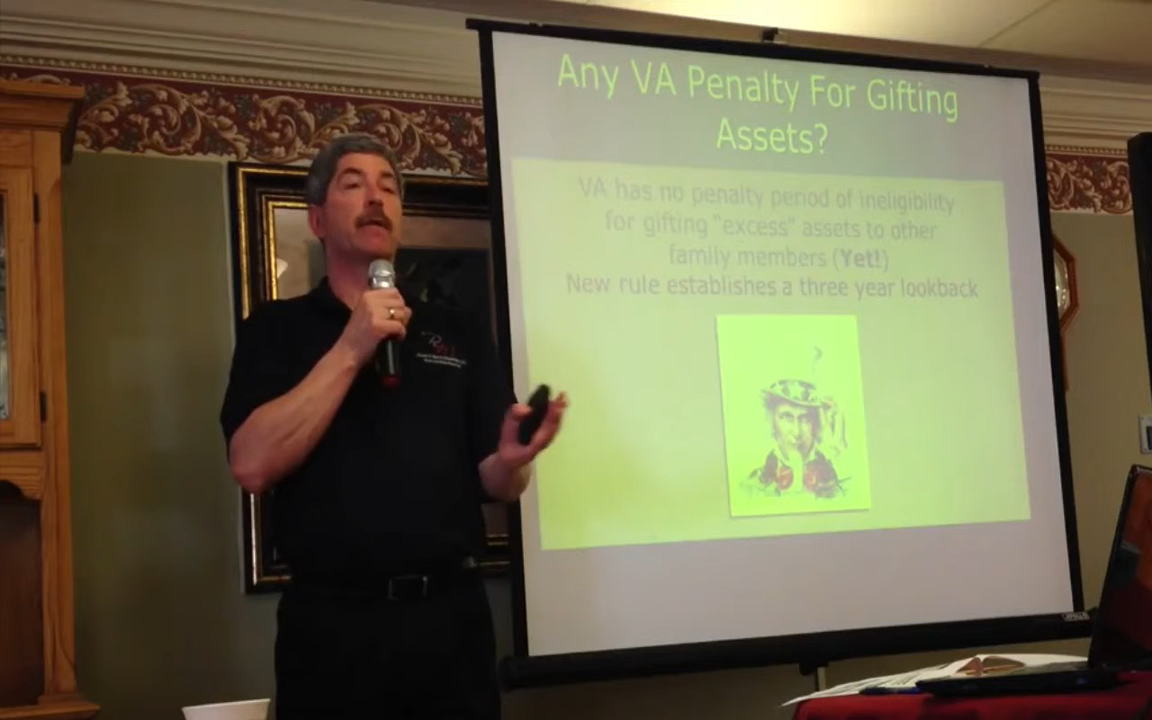 Any VA Penalty For Gifting
Assets?
VA has no penalty period of ineligibility
for gifting "excess" assets to other
family members (Yet!)
New rule establishes a three year lookback